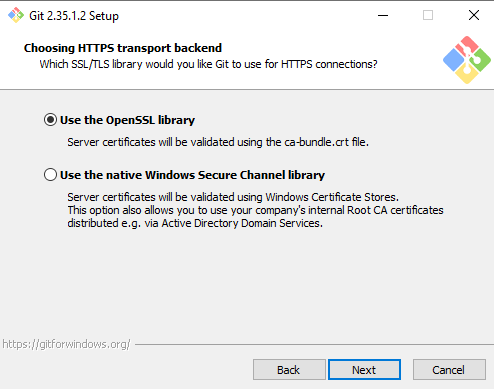 Git 2.35.1.2 Setup
Choosing HTTPS transport backend
Which SSL/TLS library would you like Git to use for HTTPS connections?
Use the OpenSSL library
Server certificates will be validated using the ca-bundle.crt file.
Use the native Windows Secure Channel library
Server certificates will be validated using Windows Certificate Stores.
This option also allows you to use your company's internal Root CA certificates
distributed e.g. via Active Directory Domain Services.
https://gitforwindows.org/
Back
Next
Cancel